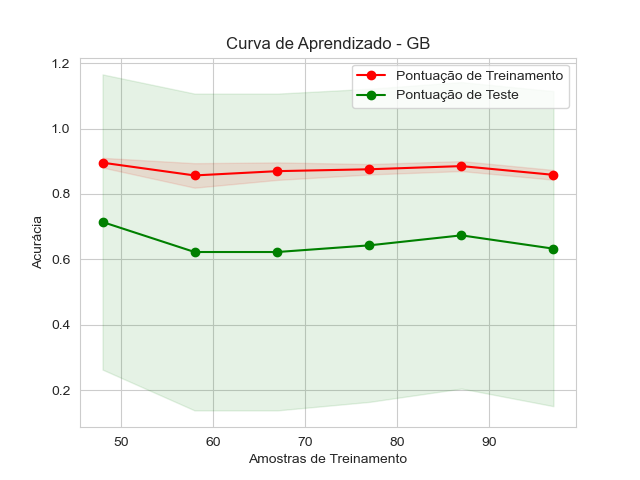 Curva de Aprendizado - GB
Pontuação de Treinamento
Pontuação de Teste
1.2
1.0
0.8
0.6
0.4
0.2
Acurácia
50
60
70
80
90
Amostras de Treinamento